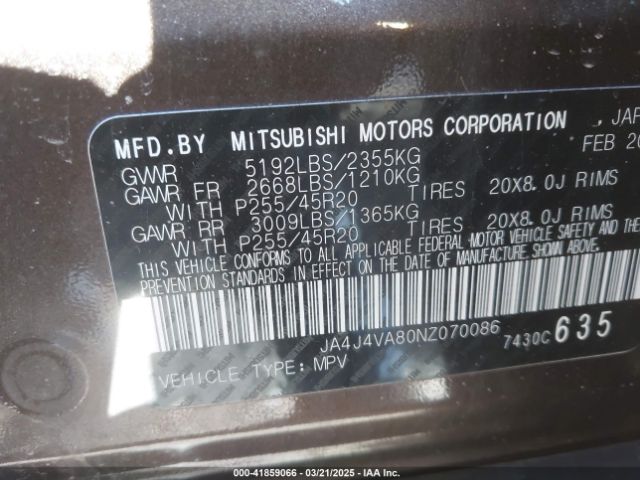 MFD.BY MITSUBISHI MOTORS CORPORATION, JAP
GVWR 5192LBS/2355KG FEB 20
GAWR FR 2668LBS/1210KG
WITH P255/45R20 TIRES 20X8.0J RIMS
GAWR RR 3009LBS/1365KG
WITH P255/45R20 TIRES 20X8.0J RIMS
THIS VEHICLE CONFORMS TO ALL APPLICABLE FEDERAL MOTOR VEHICLE SAFETY AND THE
PREVENTION STANDARDS IN EFFECT ON THE DATE OF MANUFACTURE SHOWN ABOVE.
JA4J4VA80NZ070086 7430C 635
VEHICLE TYPE: MPV
000-41859066 - 03/21/2025 - IAA Inc.